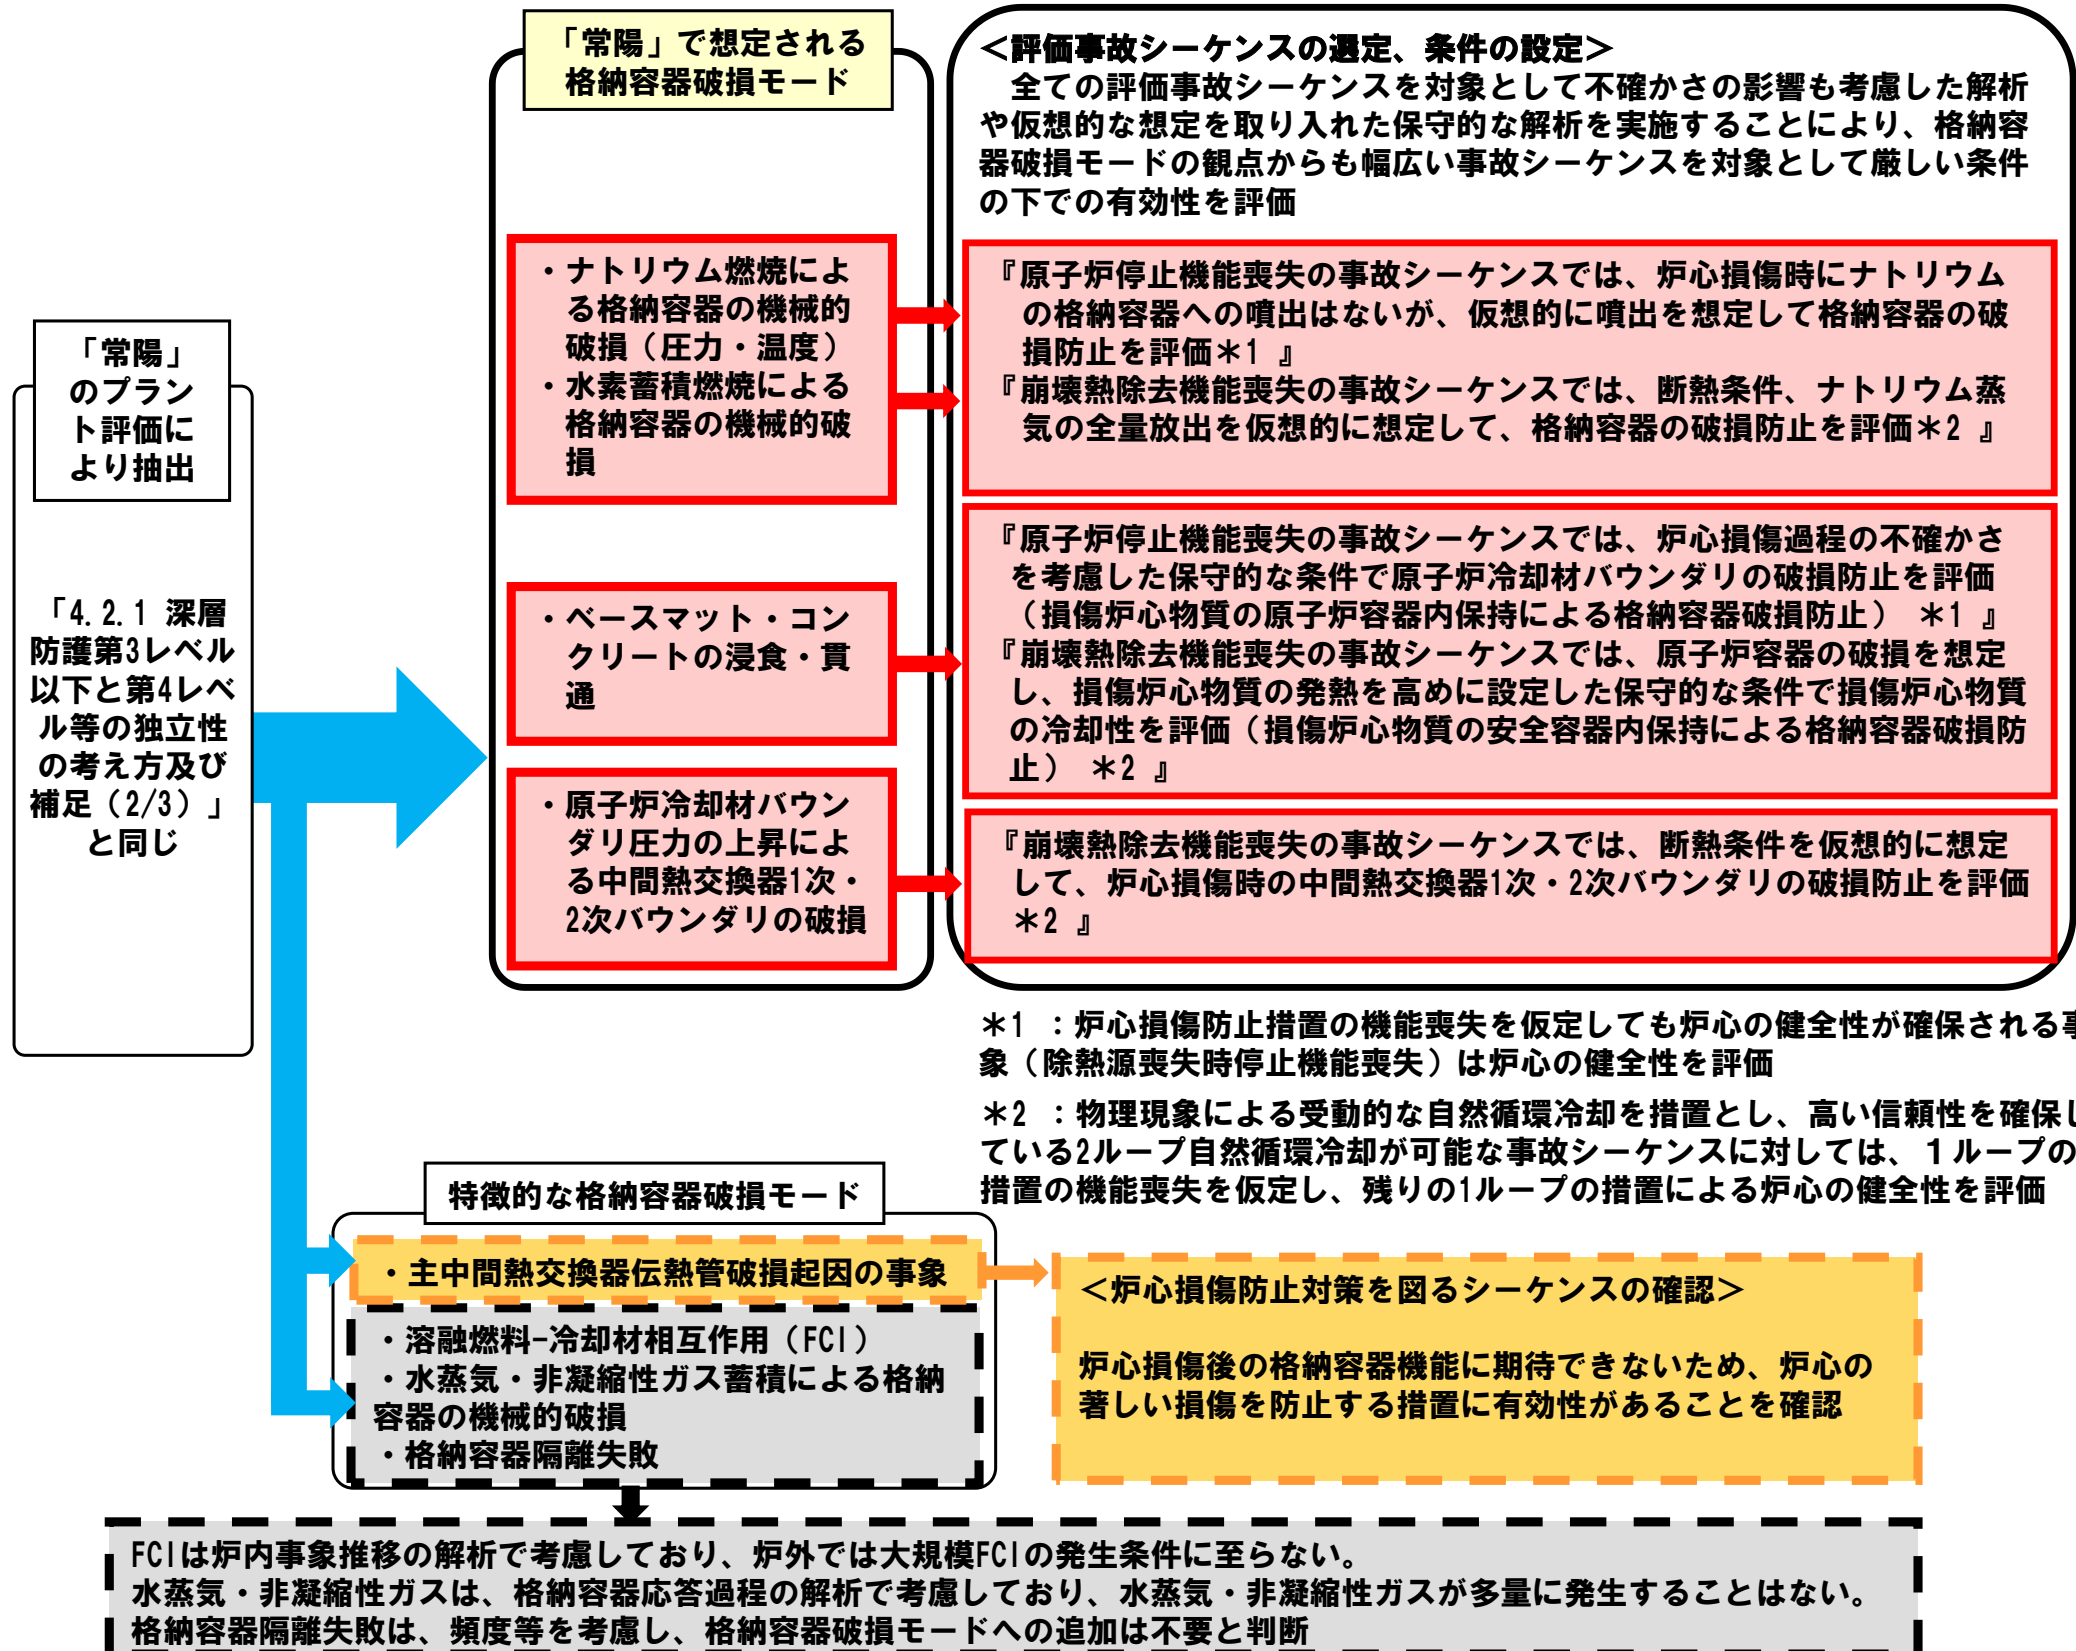 「常陽」
のプラン
ト評価に
より抽出
「4.2.1 深層
防護第3レベル
以下と第4レベ
ル等の独立性
の考え方及び
補足（2/3）」
と同じ
「常陽」で想定される
格納容器破損モード
・ナトリウム燃焼によ
る格納容器の機械的
破損（圧力・温度）
・水素蓄積燃焼による
格納容器の機械的破
損
・ベースマット・コン
クリートの浸食・貫
通
・原子炉冷却材バウン
ダリ圧力の上昇によ
る中間熱交換器1次・
2次バウンダリの破損
＜評価事故シーケンスの選定、条件の設定＞
全ての評価事故シーケンスを対象として不確かさの影響も考慮した解析
や仮想的な想定を取り入れた保守的な解析を実施することにより、格納容
器破損モードの観点からも幅広い事故シーケンスを対象として厳しい条件
の下での有効性を評価
『原子炉停止機能喪失の事故シーケンスでは、炉心損傷時にナトリウム
の格納容器への噴出はないが、仮想的に噴出を想定して格納容器の破
損防止を評価＊1 』
『崩壊熱除去機能喪失の事故シーケンスでは、断熱条件、ナトリウム蒸
気の全量放出を仮想的に想定して、格納容器の破損防止を評価＊2 』
『原子炉停止機能喪失の事故シーケンスでは、炉心損傷過程の不確かさ
を考慮した保守的な条件で原子炉冷却材バウンダリの破損防止を評価
（損傷炉心物質の原子炉容器内保持による格納容器破損防止） ＊1 』
『崩壊熱除去機能喪失の事故シーケンスでは、原子炉容器の破損を想定
し、損傷炉心物質の発熱を高めに設定した保守的な条件で損傷炉心物質
の冷却性を評価（損傷炉心物質の安全容器内保持による格納容器破損防
止） ＊2 』
『崩壊熱除去機能喪失の事故シーケンスでは、断熱条件を仮想的に想定
して、炉心損傷時の中間熱交換器1次・2次バウンダリの破損防止を評価
＊2 』
＊1 ：炉心損傷防止措置の機能喪失を仮定しても炉心の健全性が確保される事
象（除熱源喪失時停止機能喪失）は炉心の健全性を評価
＊2 ：物理現象による受動的な自然循環冷却を措置とし、高い信頼性を確保し
ている2ループ自然循環冷却が可能な事故シーケンスに対しては、１ループの
措置の機能喪失を仮定し、残りの1ループの措置による炉心の健全性を評価
特徴的な格納容器破損モード
・主中間熱交換器伝熱管破損起因の事象
・溶融燃料-冷却材相互作用（FCI）
・水蒸気・非凝縮性ガス蓄積による格納
容器の機械的破損
・格納容器隔離失敗
＜炉心損傷防止対策を図るシーケンスの確認＞
炉心損傷後の格納容器機能に期待できないため、炉心の
著しい損傷を防止する措置に有効性があることを確認
FCIは炉内事象推移の解析で考慮しており、炉外では大規模FCIの発生条件に至らない。
水蒸気・非凝縮性ガスは、格納容器応答過程の解析で考慮しており、水蒸気・非凝縮性ガスが多量に発生することはない。
格納容器隔離失敗は、頻度等を考慮し、格納容器破損モードへの追加は不要と判断